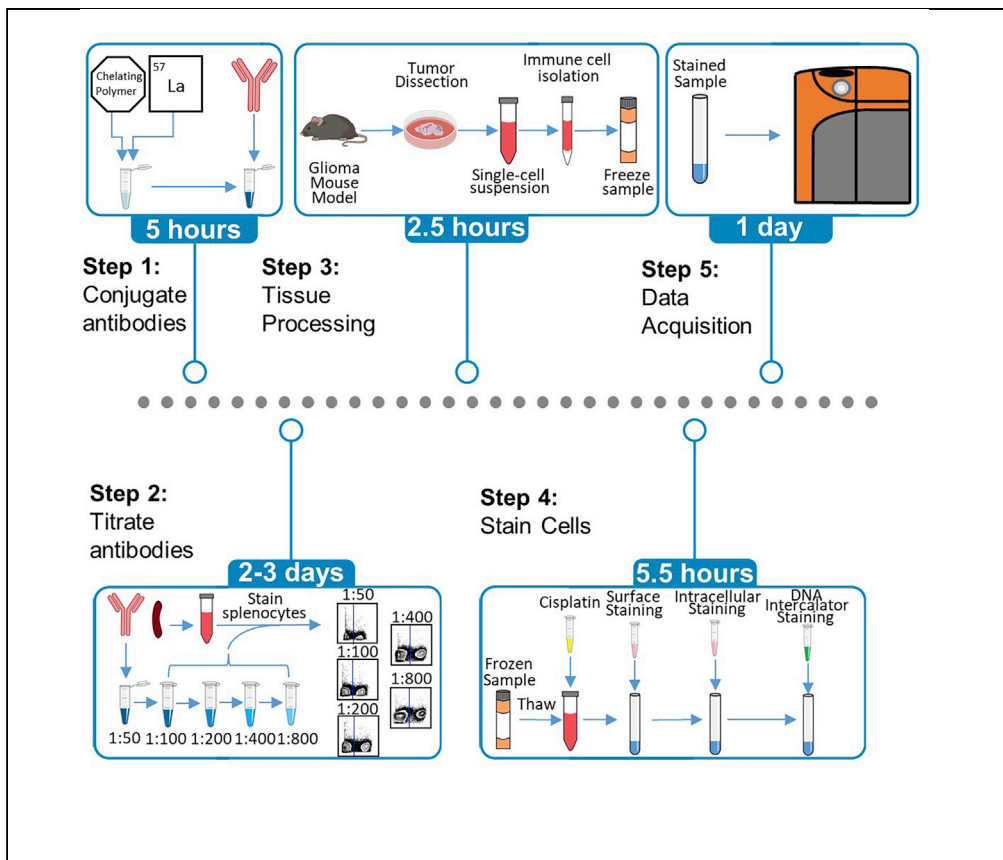 Chelating
Polymer
57
La
5 hours
Step 1:
Conjugate
antibodies
Tumor
Dissection
Immune cell
isolation
Glioma
Mouse
Model
Single-cell
suspension
Freeze
sample
2.5 hours
Step 3:
Tissue
Processing
Stained
Sample
1 day
Step 5:
Data
Acquisition
Step 2:
Titrate
antibodies
2-3 days
Stain
splenocytes
1:50
1:100
1:200
1:400
1:800
1:50 1:100 1:200 1:400 1:800
Step 4:
Stain Cells
5.5 hours
Cisplatin
Surface
Staining
Intracellular
Staining
DNA
Intercalator
Staining
Frozen
Sample
Thaw